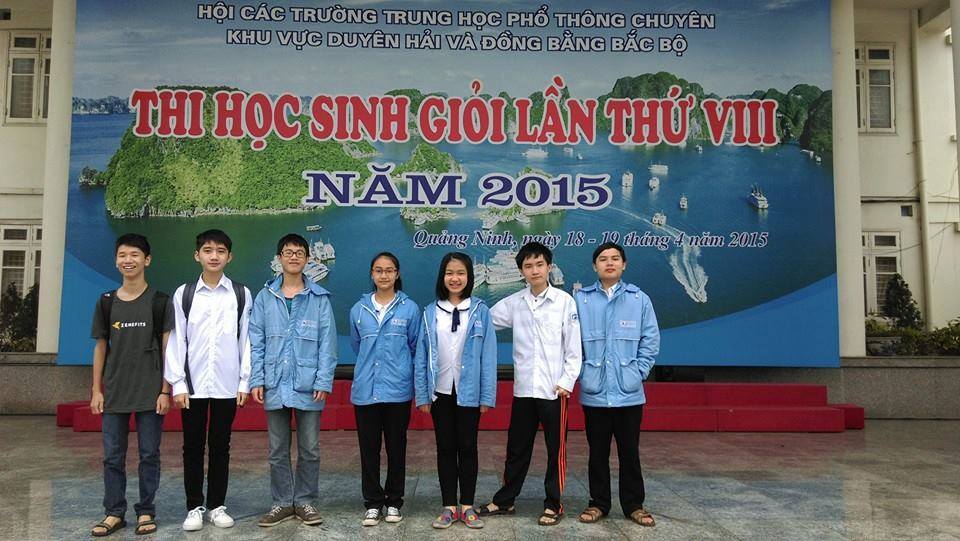 HỘI CÁC TRƯỜNG TRUNG HỌC PHỔ THÔNG CHUYÊN
KHU VỰC DUYÊN HẢI VÀ ĐỒNG BẰNG BẮC BỘ
THI HỌC SINH GIỎI LẦN THỨ VIII
NĂM 2015
Quảng Ninh, ngày 18 - 19 tháng 4 năm 2015
ZENEFITS